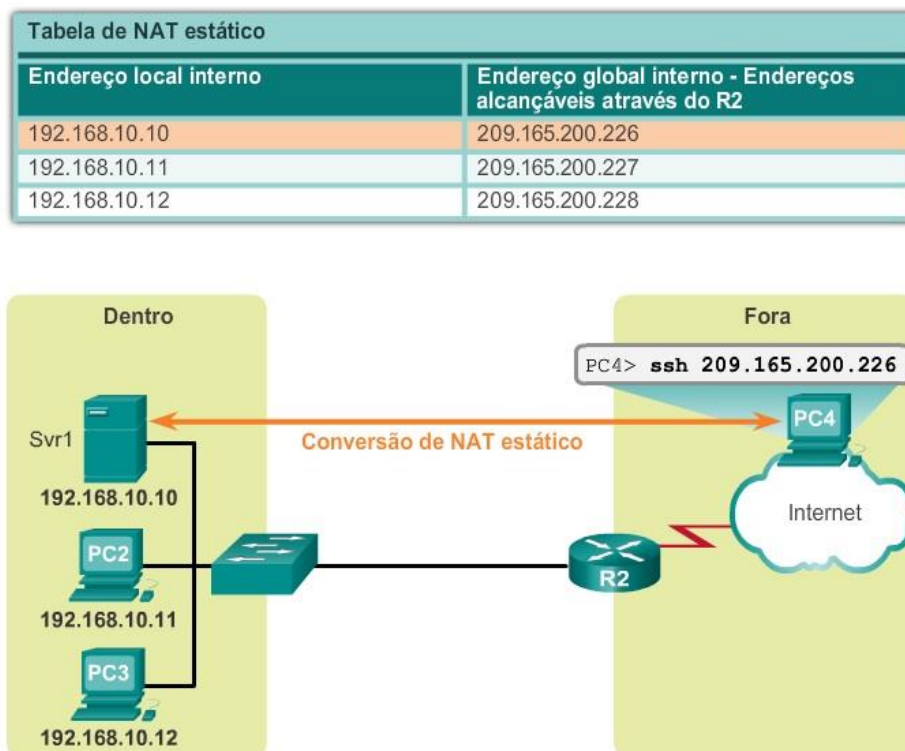 Tabela de NAT estático
Endereço local interno
Endereço global interno - Endereços
alcançáveis através do R2
192.168.10.10
209.165.200.226
192.168.10.11
209.165.200.227
192.168.10.12
209.165.200.228
Dentro
Fora
PC4> ssh 209.165.200.226
PC4
Svr1
Conversão de NAT estático
192.168.10.10
Internet
PC2
R2
192.168.10.11
PC3
192.168.10.12